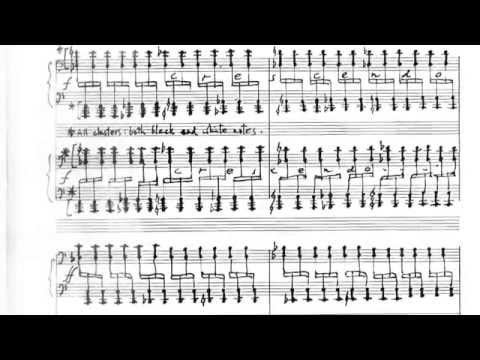 f c r e s c e n d o
* All clusters: both black and white notes.
f c r e s c e n d o
ff